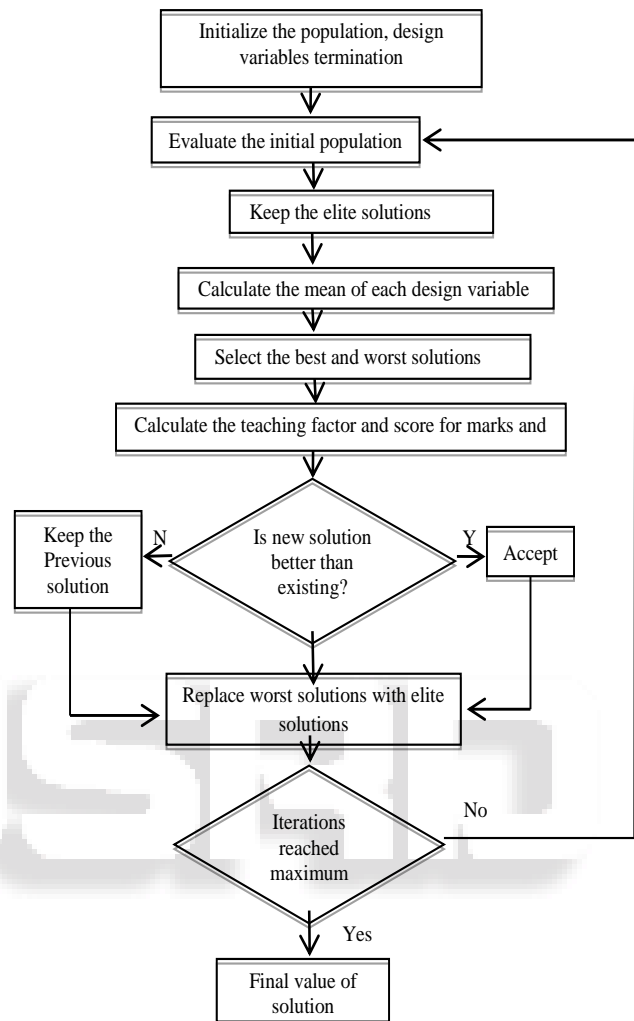 Initialize the population, design
variables termination
Evaluate the initial population
Keep the elite solutions
Calculate the mean of each design variable
Select the best and worst solutions
Calculate the teaching factor and score for marks and
Keep the
Previous
solution
N
Is new solution
better than
existing?
Y
Accept
Replace worst solutions with elite
solutions
Iterations
reached
maximum
No
Yes
Final value of
solution